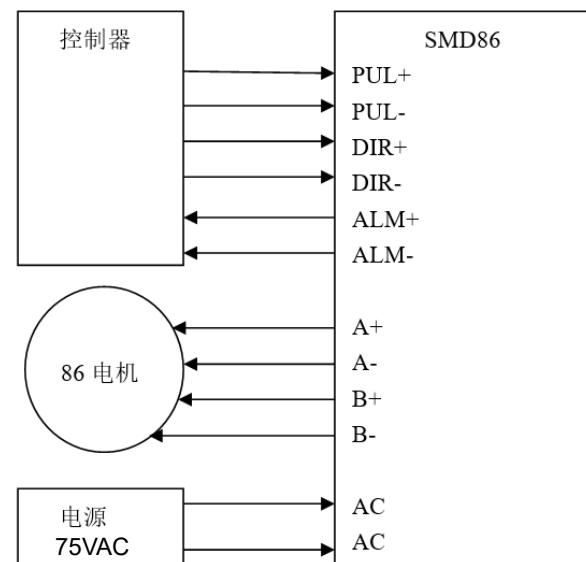 控制器
SMD86
PUL+
PUL-
DIR+
DIR-
ALM+
ALM-
A+
86 电机
A-
B+
B-
电源
75VAC
AC
AC